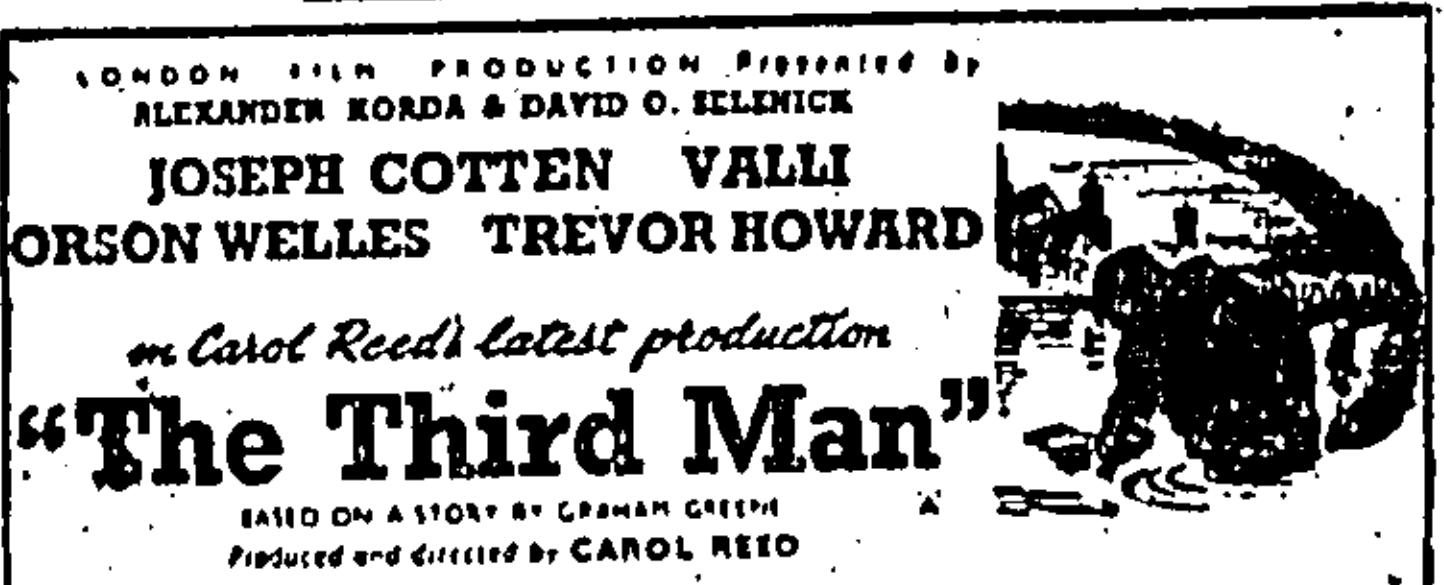 LONDON FILM PRODUCTION Presented by
ALEXANDER KORDA & DAVID O. SELZNICK
JOSEPH COTTEN VALLI
ORSON WELLES TREVOR HOWARD
in Carol Reed's latest production
“The Third Man”
BASED ON A STORY BY GRAHAM GREENE
Produced and directed by CAROL REED